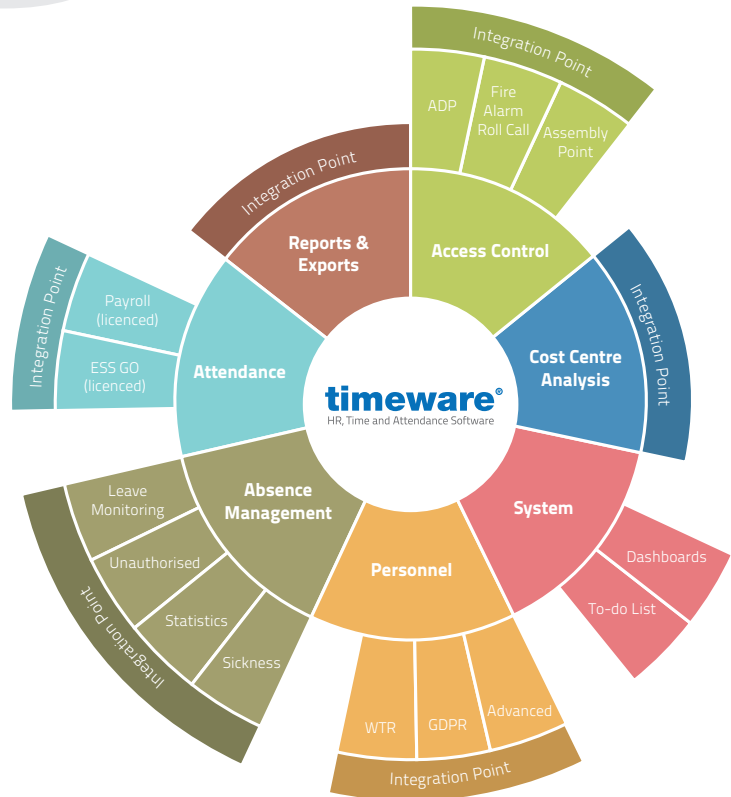 Integration Point
ADP
Fire
Alarm
Roll Call
Assembly
Point
Access Control
Integration Point
Reports &
Exports
Integration Point
Cost Centre
Analysis
Integration Point
Payroll
(licenced)
ESS GO
(licenced)
Attendance
timeware®
HR, Time and Attendance Software
System
Dashboards
To-do List
Absence
Management
Leave
Monitoring
Unauthorised
Statistics
Sickness
Integration Point
Personnel
WTR
GDPR
Advanced
Integration Point